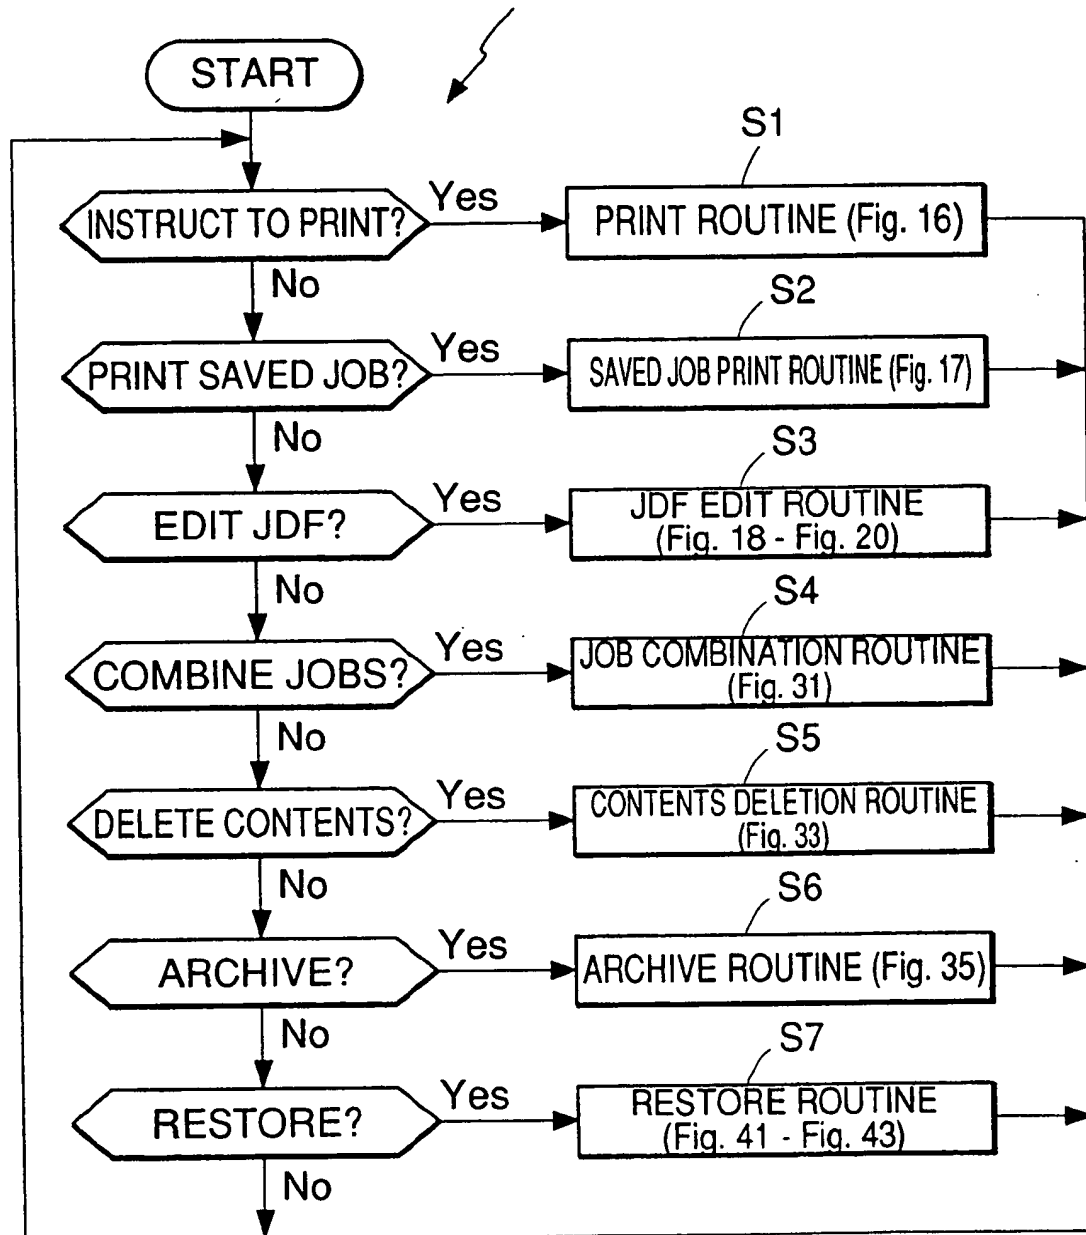 START
S1
INSTRUCT TO PRINT?
Yes
PRINT ROUTINE (Fig. 16)
No
S2
PRINT SAVED JOB?
Yes
SAVED JOB PRINT ROUTINE (Fig. 17)
No
S3
EDIT JDF?
Yes
JDF EDIT ROUTINE
(Fig. 18 - Fig. 20)
No
S4
COMBINE JOBS?
Yes
JOB COMBINATION ROUTINE
(Fig. 31)
No
S5
DELETE CONTENTS?
Yes
CONTENTS DELETION ROUTINE
(Fig. 33)
No
S6
ARCHIVE?
Yes
ARCHIVE ROUTINE (Fig. 35)
No
S7
RESTORE?
Yes
RESTORE ROUTINE
(Fig. 41 - Fig. 43)
No